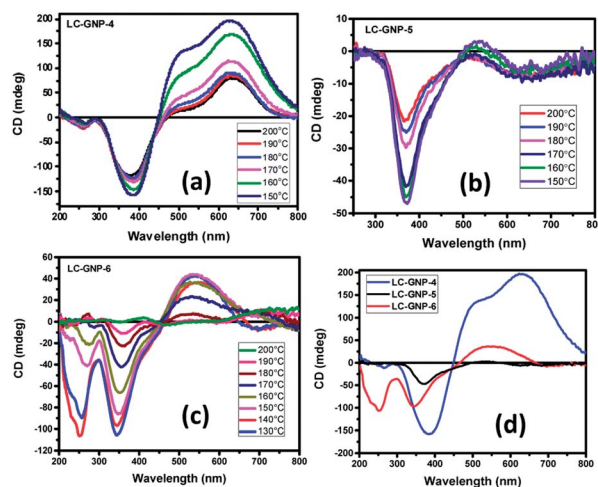 LC-GNP-4
CD (mdeg)
200
150
100
50
0
-50
-100
-150
200 300 400 500 600 700 800
Wavelength (nm)
200°C
190°C
180°C
170°C
160°C
150°C
(a)
LC-GNP-5
CD (mdeg)
10
0
-10
-20
-30
-40
-50
300 400 500 600 700 800
Wavelength (nm)
200°C
190°C
180°C
170°C
160°C
150°C
(b)
LC-GNP-6
CD (mdeg)
60
40
20
0
-20
-40
-60
-80
-100
-120
200 300 400 500 600 700 800
Wavelength (nm)
200°C
190°C
180°C
170°C
160°C
150°C
140°C
130°C
(c)
CD (mdeg)
200
150
100
50
0
-50
-100
-150
-200
200 300 400 500 600 700 800
Wavelength (nm)
LC-GNP-4
LC-GNP-5
LC-GNP-6
(d)